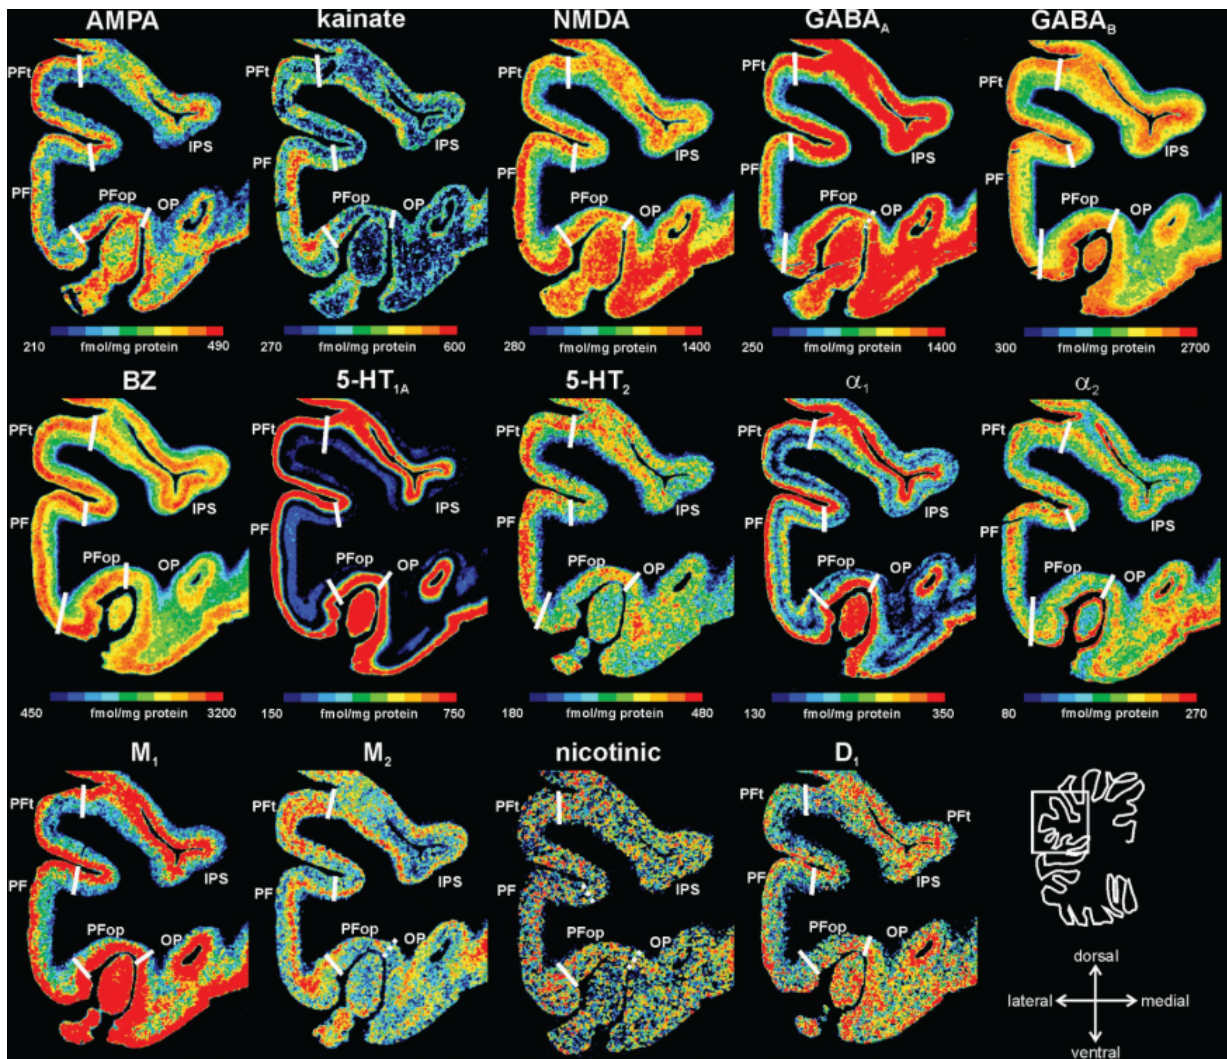 AMPA kainate NMDA GABAA GABAB
PFt PFt PFt PFt PFt
IPS IPS IPS IPS IPS
PF PF PF PF PF
PFop OP PFop OP PFop OP PFop OP PFop OP
210 fmol/mg protein 490 270 fmol/mg protein 600 280 fmol/mg protein 1400 250 fmol/mg protein 1400 300 fmol/mg protein 2700
BZ 5-HT1A 5-HT2 α1 α2
PFt PFt PFt PFt PFt
IPS IPS IPS IPS IPS
PF PF PF PF PF
PFop OP PFop OP PFop OP PFop OP PFop OP
450 fmol/mg protein 3200 150 fmol/mg protein 750 180 fmol/mg protein 480 130 fmol/mg protein 350 80 fmol/mg protein 270
M1 M2 nicotinic D1
PFt PFt PFt PFt PFt
IPS IPS IPS IPS
PF PF PF PF
PFop OP PFop OP PFop OP PFop OP
dorsal
lateral medial
ventral